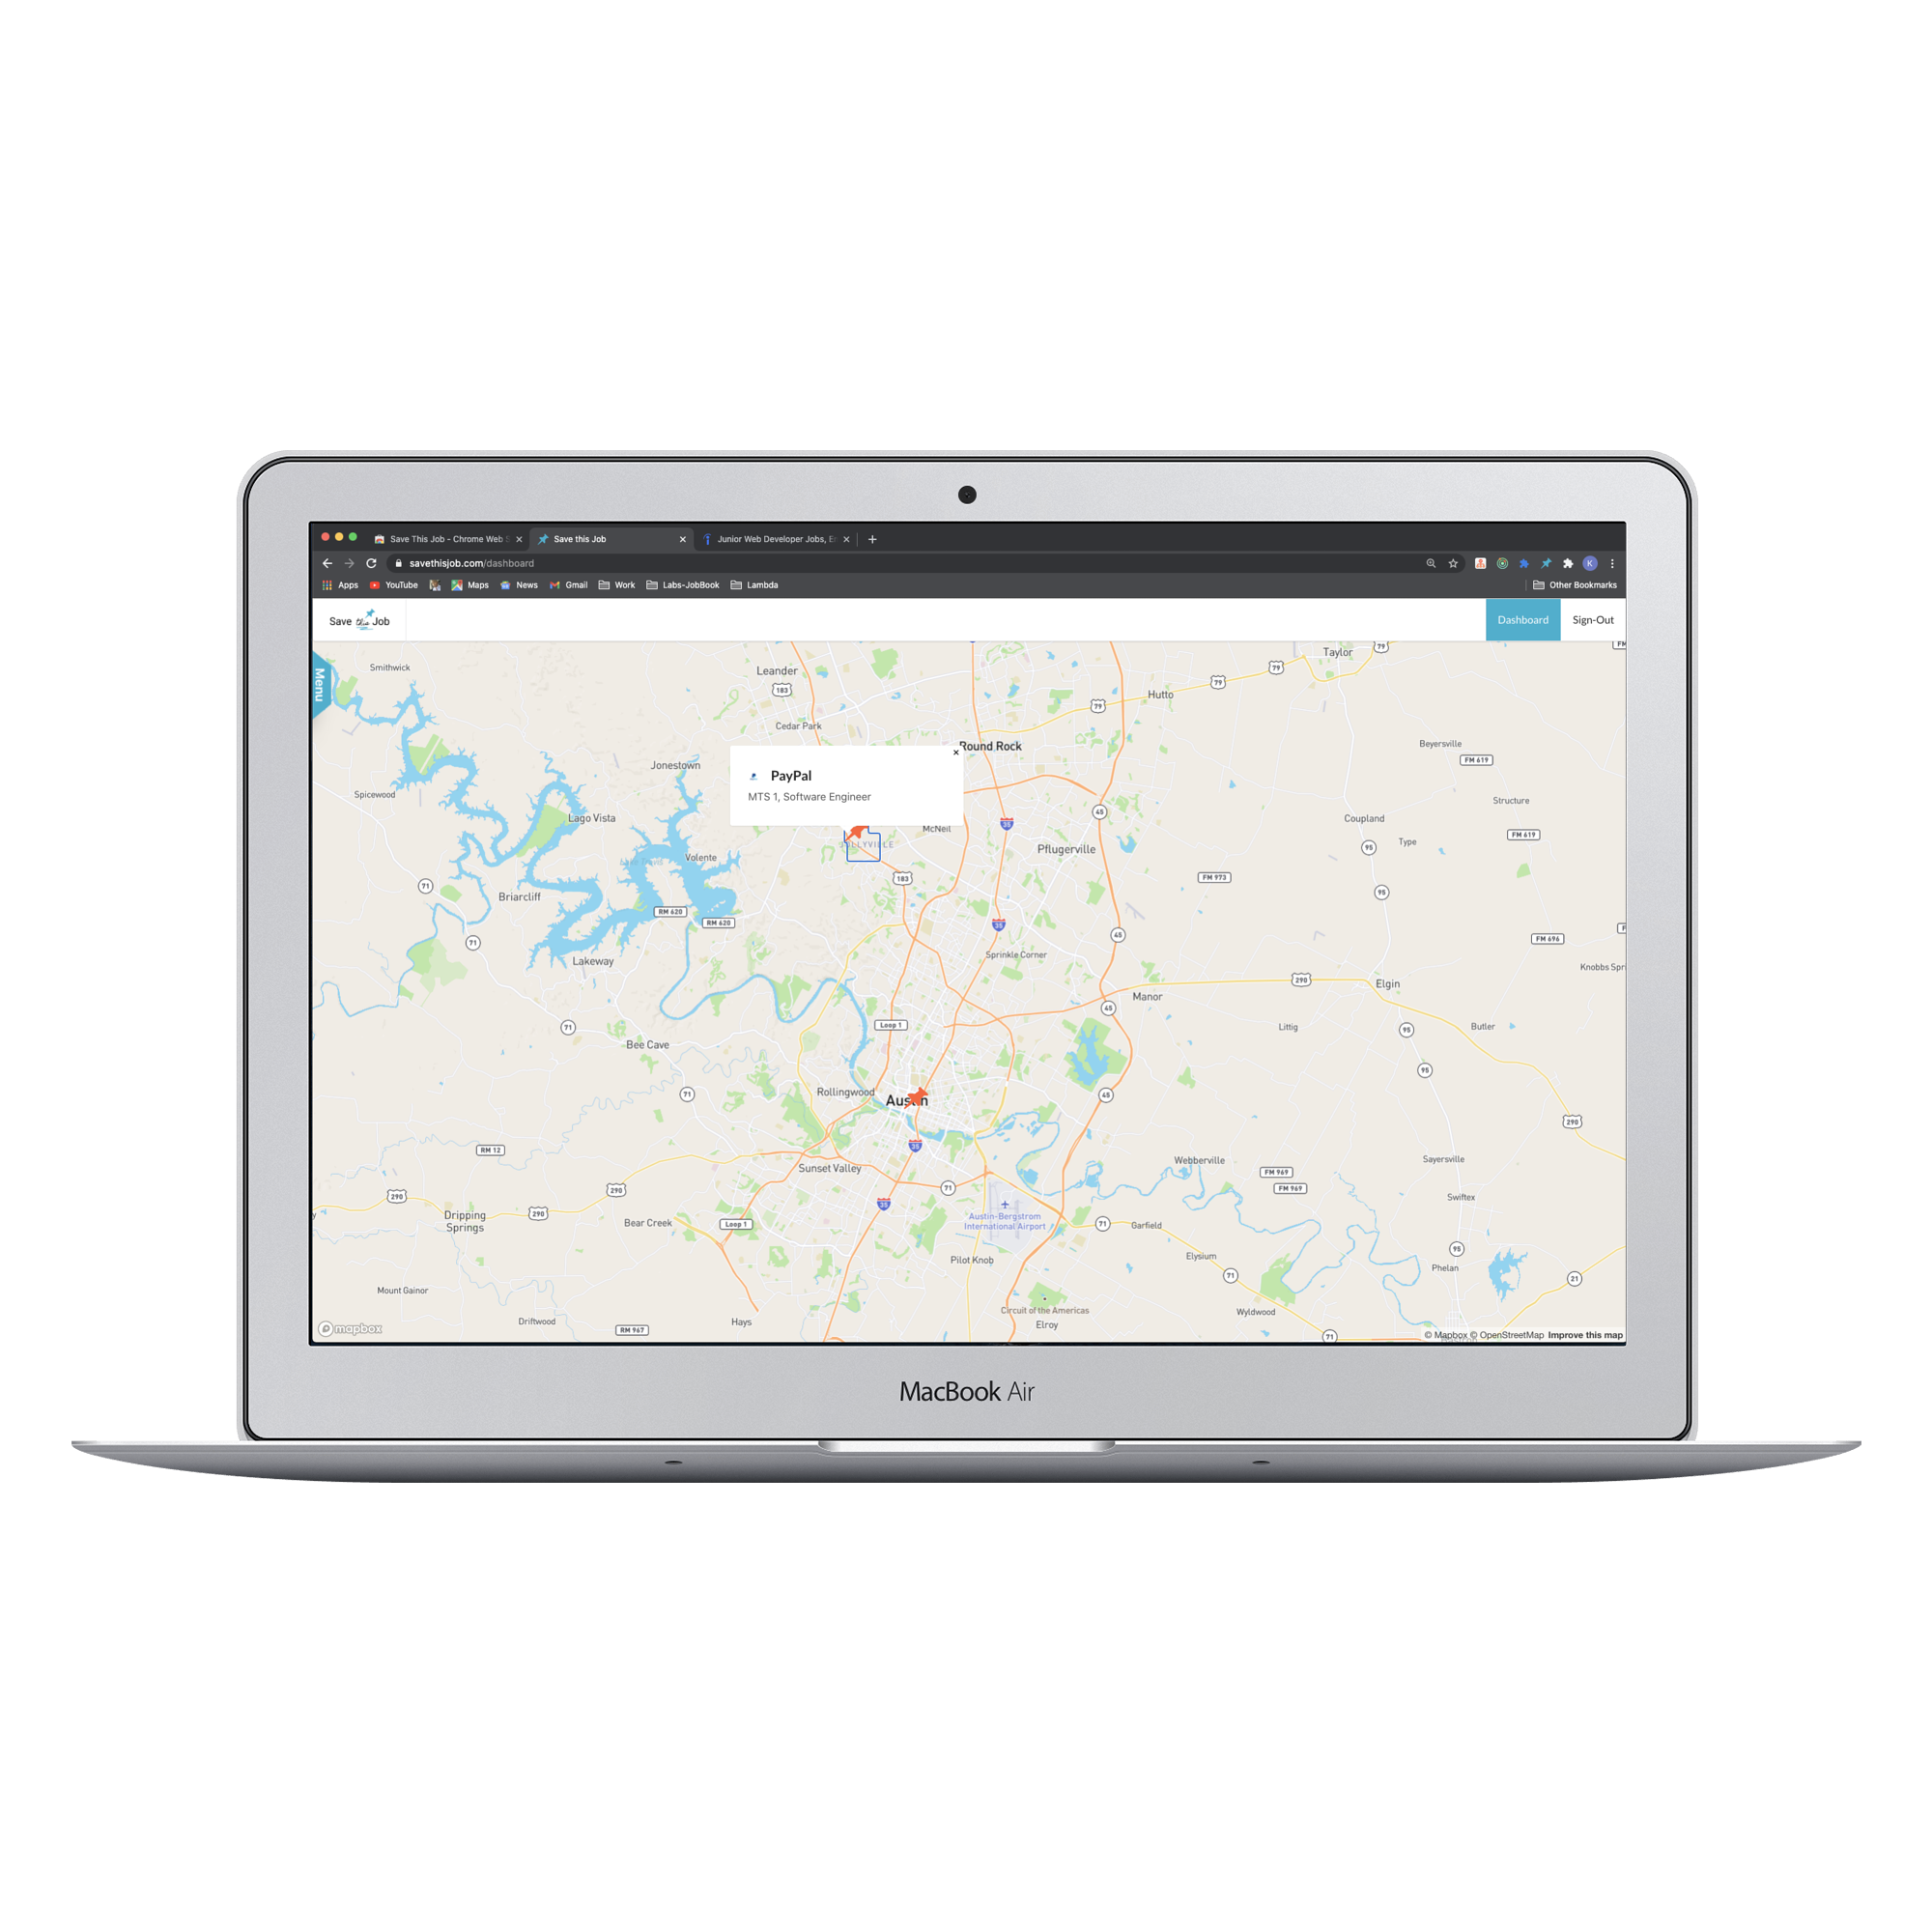 Save This Job - Chrome Web S
Save this Job
Junior Web Developer Jobs, E
savethisjob.com/dashboard
K
Apps
YouTube
Maps
News
Gmail
Work
Labs-JobBook
Lambda
Other Bookmarks
Save this Job
Dashboard
Sign-Out
Menu
Smithwick
Leander
183
Taylor
79
79
79
79
FM
Hutto
Cedar Park
Round Rock
Beyersville
FM 619
Jonestown
PayPal
MTS 1, Software Engineer
Spicewood
Structure
Lago Vista
Coupland
45
35
McNeil
FM 619
Type
JOLLYVILLE
Pflugerville
95
Volente
183
FM 973
71
95
Briarcliff
RM 620
RM 620
35
45
FM 696
71
Sprinkle Corner
Lakeway
Knobbs Spri
290
Elgin
Manor
45
Loop 1
71
Littig
95
Butler
Bee Cave
95
Rollingwood
71
Austin
45
290
35
RM 12
Sunset Valley
Webberville
Sayersville
FM 969
FM 969
71
290
290
Swiftex
35
Dripping
Springs
290
Bear Creek
Loop 1
Austin-Bergstrom
International Airport
71
Garfield
95
Pilot Knob
Elysium
Phelan
71
21
Mount Gainor
Circuit of the Americas
Wyldwood
Driftwood
Hays
Elroy
RM 967
71
mapbox
© Mapbox © OpenStreetMap Improve this map
MacBook Air